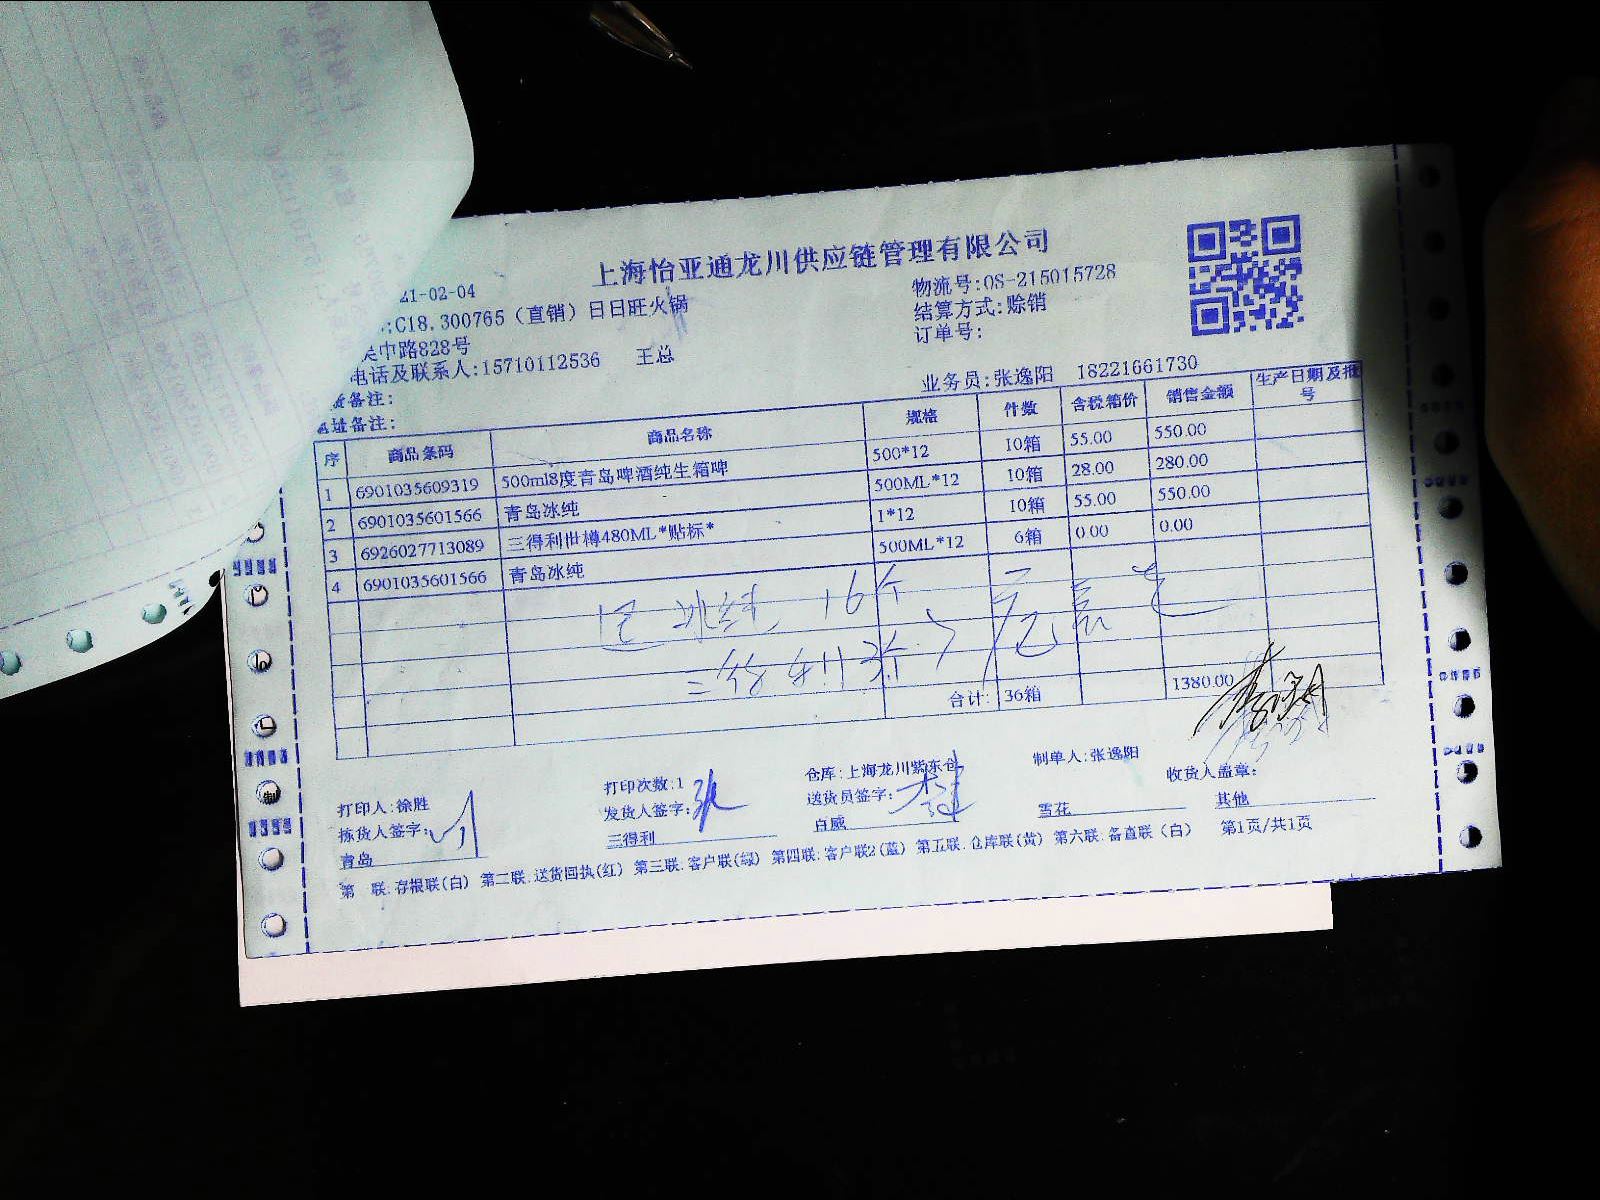 上海怡亚通龙川供应链管理有限公司
21-02-04
物流号:OS-215015728
:C18.300765（直销）日日旺火锅
结算方式:赊销
中路828号
订单号:
电话及联系人:15710112536 王总
业务员:张逸阳 18221661730
备注:
备注:
序 商品条码 商品名称 规格 件数 含税箱价 销售金额 生产日期及批号
1 6901035609319 500ml8度青岛啤酒纯生箱啤 500*12 10箱 55.00 550.00
2 6901035601566 青岛冰纯 500ML*12 10箱 28.00 280.00
3 6926027713089 三得利世樽480ML*贴标* 1*12 10箱 55.00 550.00
4 6901035601566 青岛冰纯 500ML*12 6箱 0.00 0.00
冰纯 16个
合计: 36箱 1380.00
打印人:徐胜 打印次数:1 仓库:上海龙川紫东仓 制单人:张逸阳
拣货人签字: 发货人签字:张 送货员签字: 收货人盖章:
青岛 三得利 百威 雪花 其他
第 联:存根联(白) 第二联:送货回执(红) 第三联:客户联(绿) 第四联:客户联2(蓝) 第五联:仓库联(黄) 第六联:备查联(白) 第1页/共1页